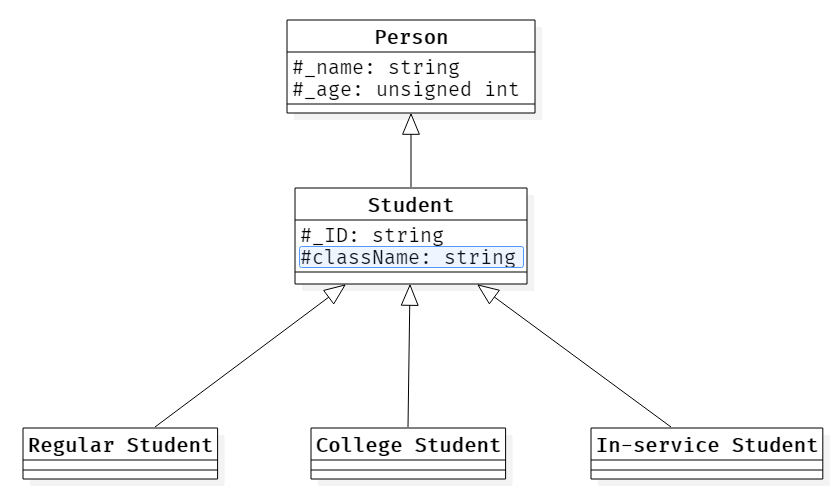 Person
#_name: string
#_age: unsigned int
Student
#_ID: string
#className: string
Regular Student
College Student
In-service Student